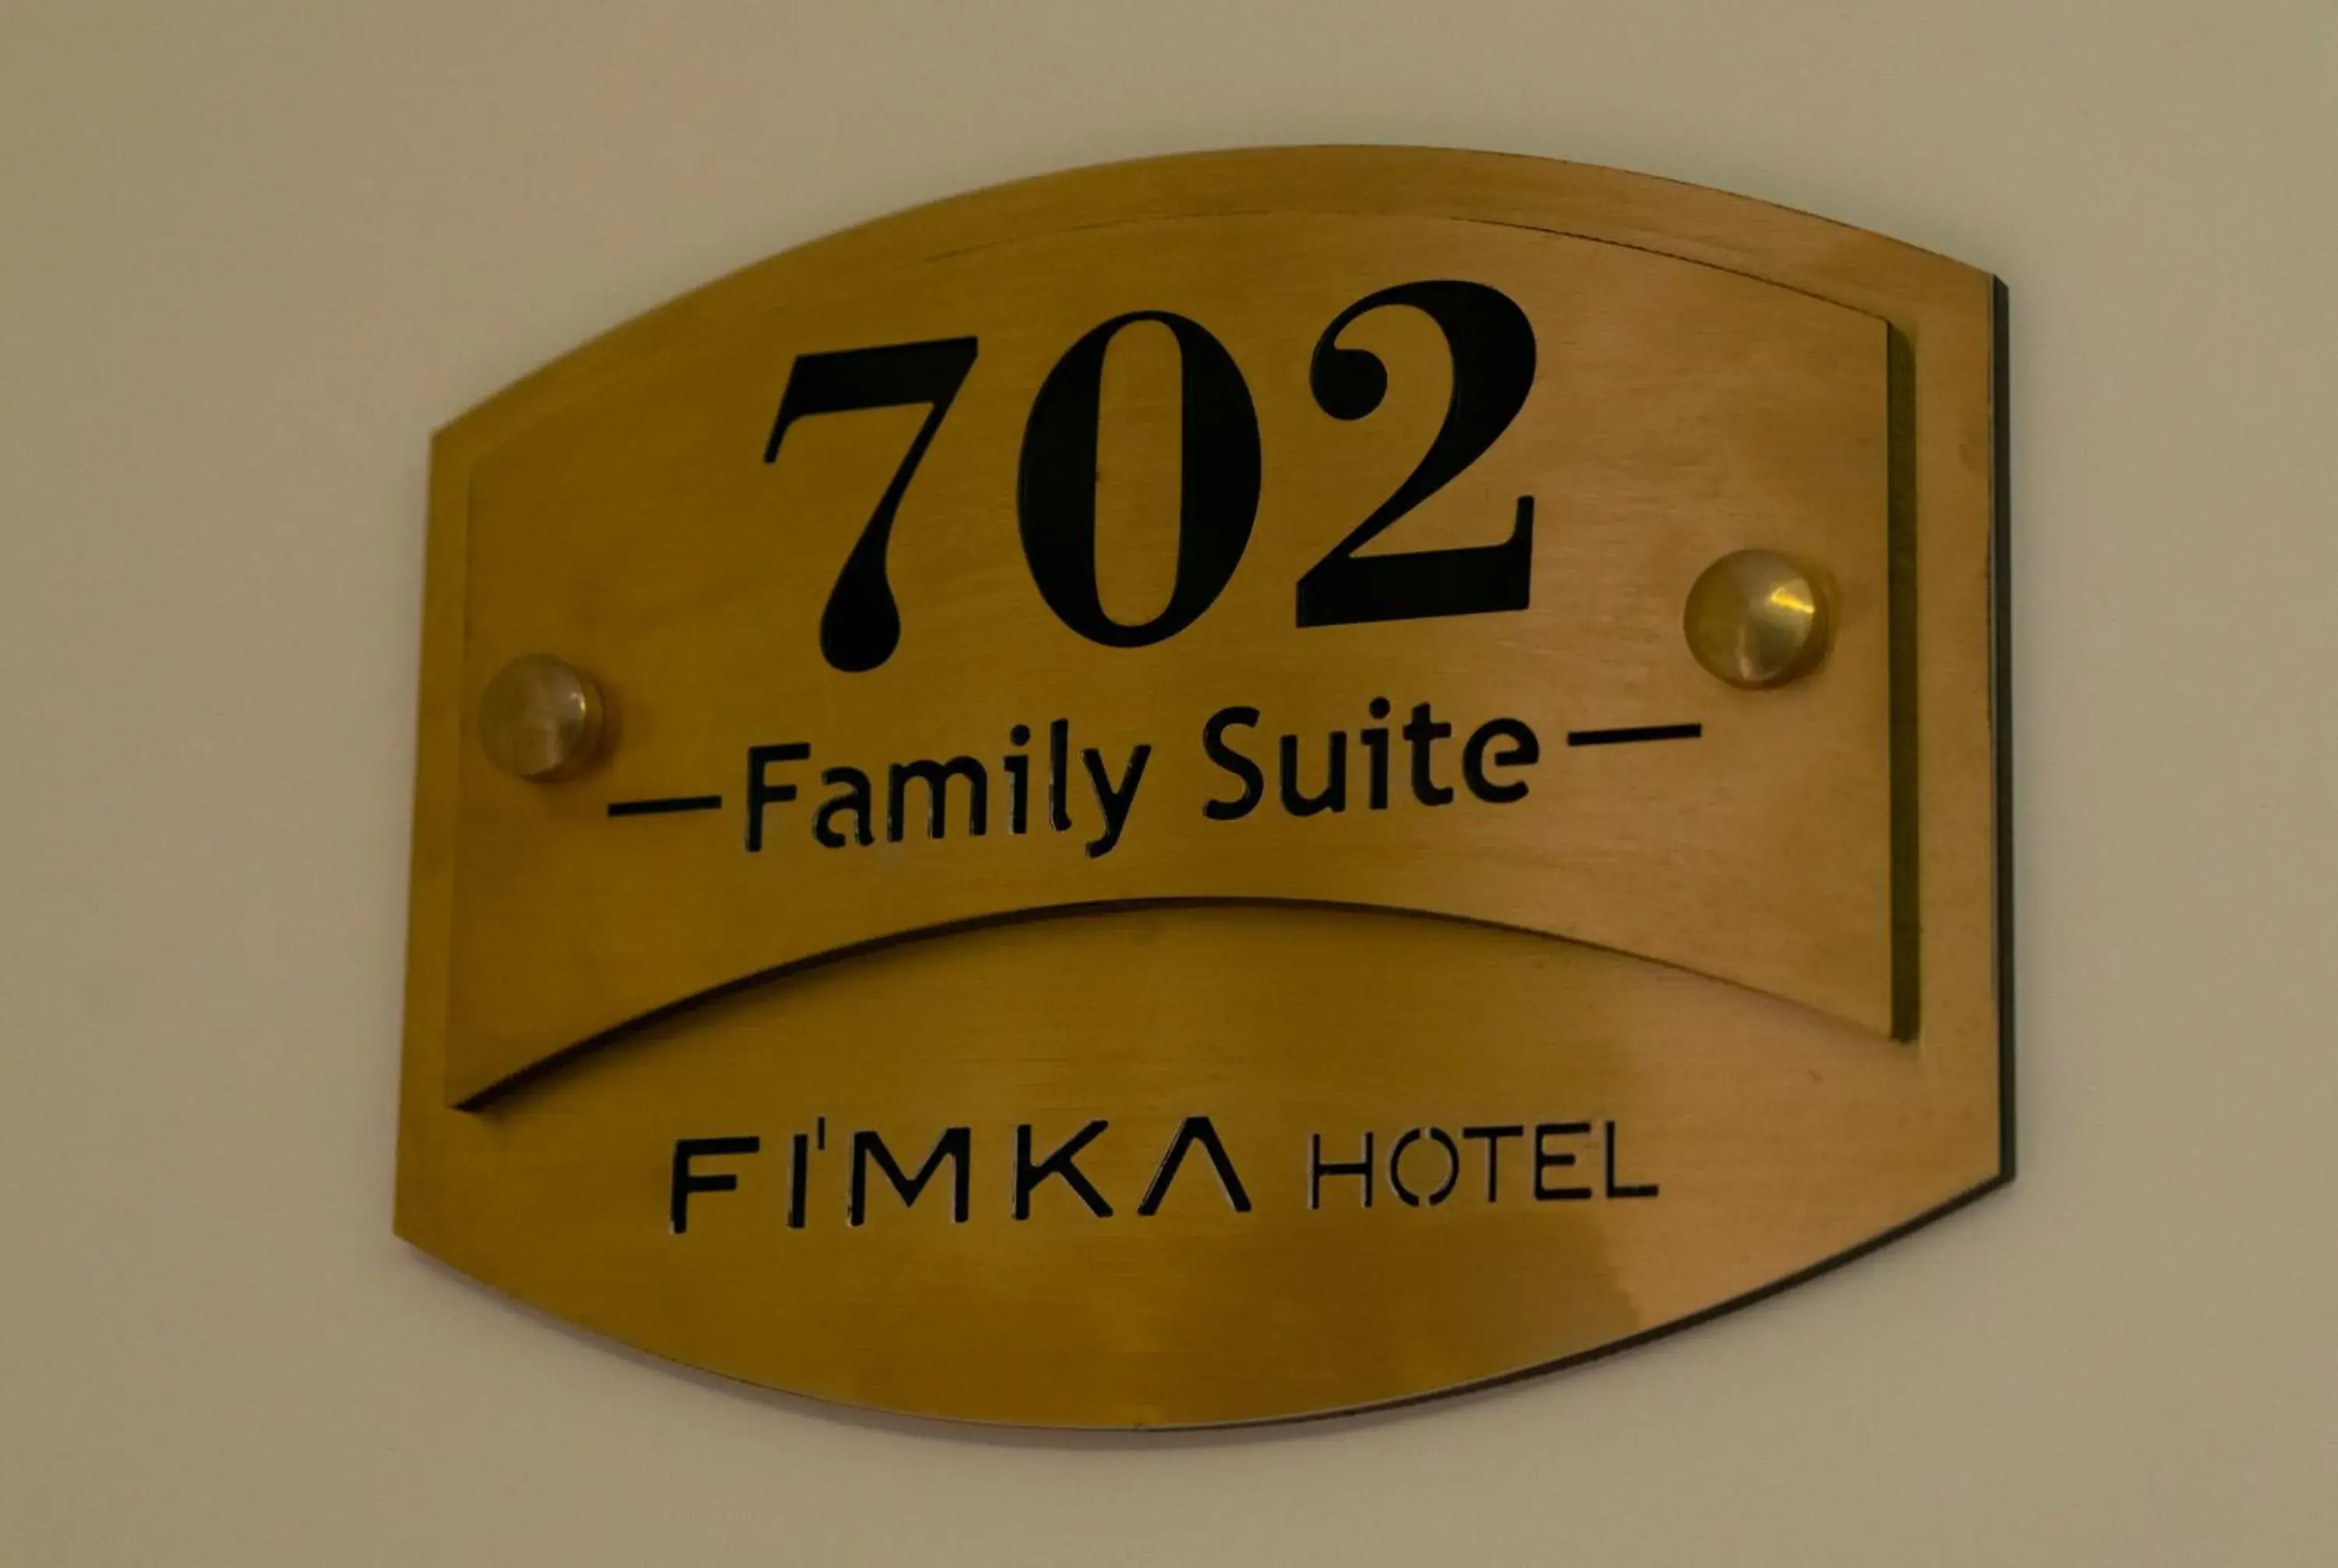 702
—Family Suite—
FI'MKA HOTEL